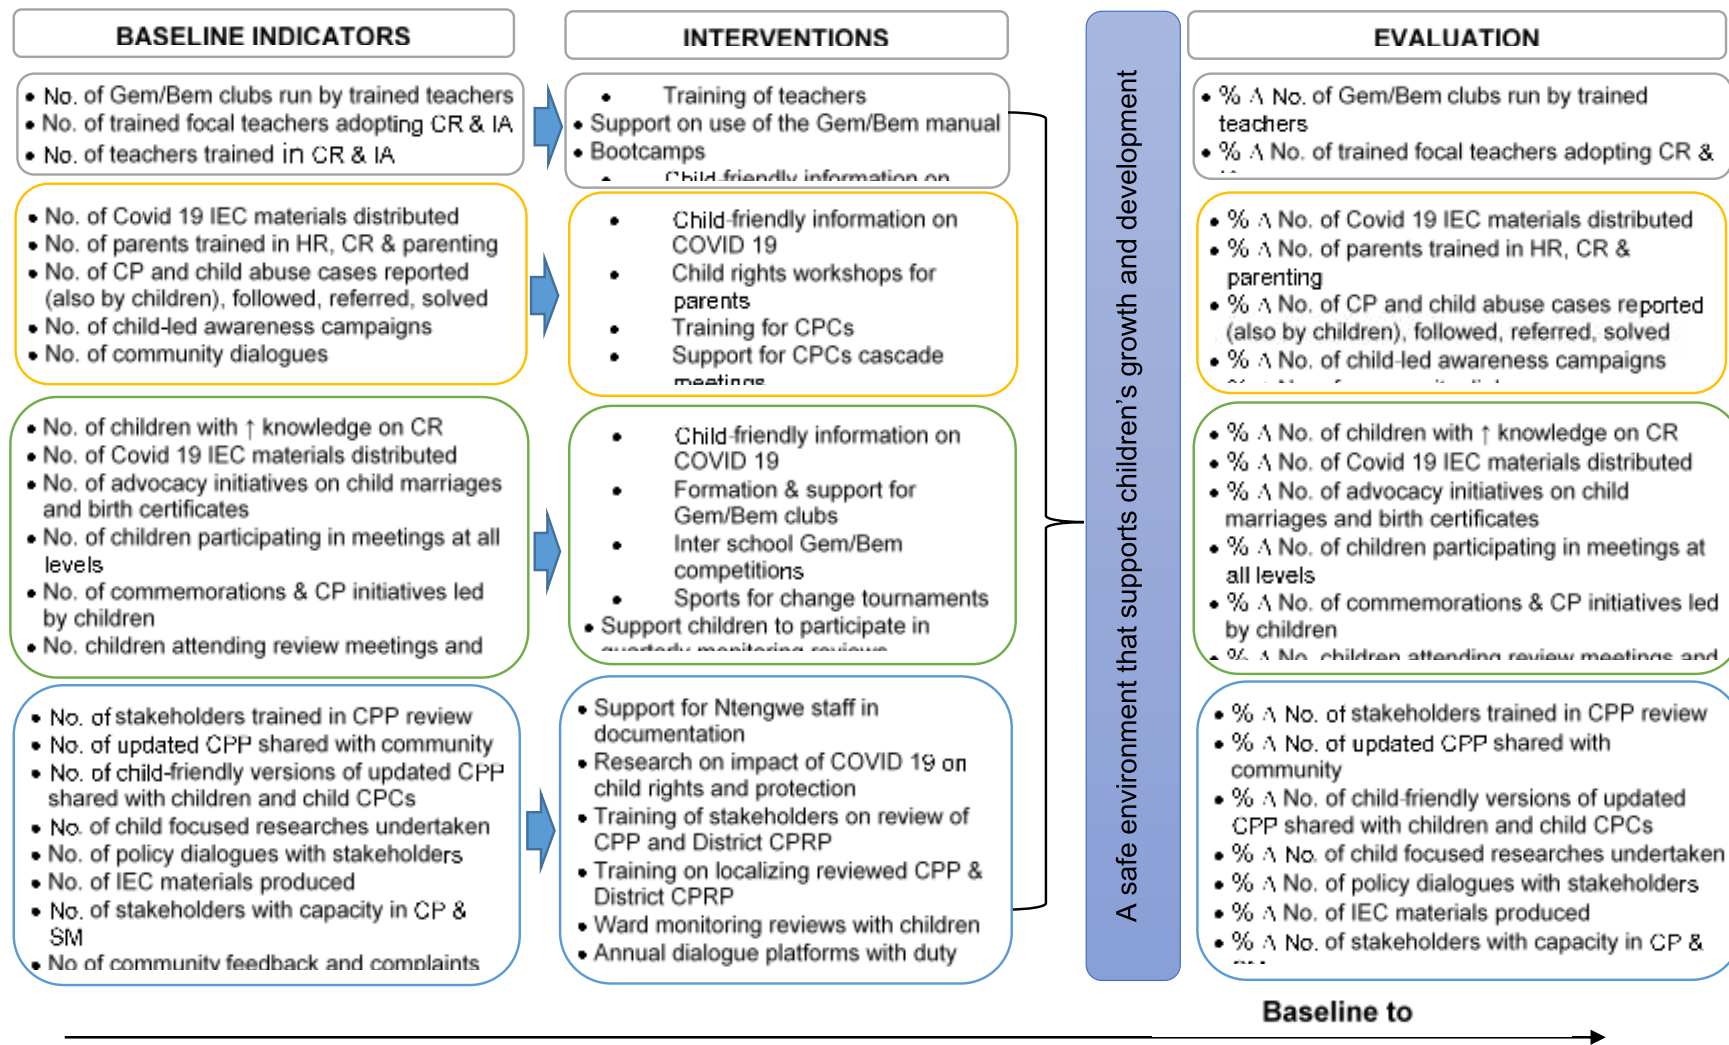 BASELINE INDICATORS
• No. of Gem/Bem clubs run by trained teachers
• No. of trained focal teachers adopting CR & IA
• No. of teachers trained in CR & IA
• No. of Covid 19 IEC materials distributed
• No. of parents trained in HR, CR & parenting
• No. of CP and child abuse cases reported
(also by children), followed, referred, solved
• No. of child-led awareness campaigns
• No. of community dialogues
• No. of children with ↑ knowledge on CR
• No. of Covid 19 IEC materials distributed
• No. of advocacy initiatives on child marriages
and birth certificates
• No. of children participating in meetings at all
levels
• No. of commemorations & CP initiatives led
by children
• No. children attending review meetings and
• No. of stakeholders trained in CPP review
• No. of updated CPP shared with community
• No. of child-friendly versions of updated CPP
shared with children and child CPCs
• No. of child focused researches undertaken
• No. of policy dialogues with stakeholders
• No. of IEC materials produced
• No. of stakeholders with capacity in CP &
SM
• No of community feedback and complaints
INTERVENTIONS
• Training of teachers
• Support on use of the Gem/Bem manual
• Bootcamps
• Child-friendly information on
• Child-friendly information on
COVID 19
• Child rights workshops for
parents
• Training for CPCs
• Support for CPCs cascade
meetings
• Child-friendly information on
COVID 19
• Formation & support for
Gem/Bem clubs
• Inter school Gem/Bem
competitions
• Sports for change tournaments
• Support children to participate in
quarterly monitoring reviews
• Support for Ntengwe staff in
documentation
• Research on impact of COVID 19 on
child rights and protection
• Training of stakeholders on review of
CPP and District CPRP
• Training on localizing reviewed CPP &
District CPRP
• Ward monitoring reviews with children
• Annual dialogue platforms with duty
A safe environment that supports children's growth and development
EVALUATION
• % Λ No. of Gem/Bem clubs run by trained
teachers
• % Λ No. of trained focal teachers adopting CR &
• % Λ No. of Covid 19 IEC materials distributed
• % Λ No. of parents trained in HR, CR &
parenting
• % Λ No. of CP and child abuse cases reported
(also by children), followed, referred, solved
• % Λ No. of child-led awareness campaigns
• % Λ No. of children with ↑ knowledge on CR
• % Λ No. of Covid 19 IEC materials distributed
• % Λ No. of advocacy initiatives on child
marriages and birth certificates
• % Λ No. of children participating in meetings at
all levels
• % Λ No. of commemorations & CP initiatives led
by children
• % Λ No. children attending review meetings and
• % Λ No. of stakeholders trained in CPP review
• % Λ No. of updated CPP shared with
community
• % Λ No. of child-friendly versions of updated
CPP shared with children and child CPCs
• % Λ No. of child focused researches undertaken
• % Λ No. of policy dialogues with stakeholders
• % Λ No. of IEC materials produced
• % Λ No. of stakeholders with capacity in CP &
Baseline to